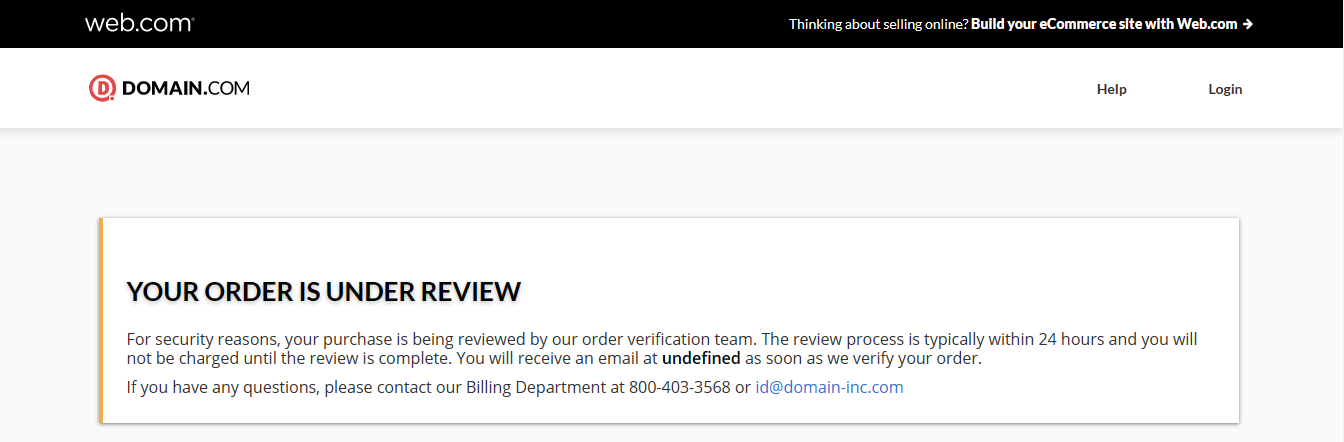 web.com
Thinking about selling online? Build your eCommerce site with Web.com →
DOMAIN.COM
Help
Login
YOUR ORDER IS UNDER REVIEW
For security reasons, your purchase is being reviewed by our order verification team. The review process is typically within 24 hours and you will
not be charged until the review is complete. You will receive an email at undefined as soon as we verify your order.
If you have any questions, please contact our Billing Department at 800-403-3568 or id@domain-inc.com